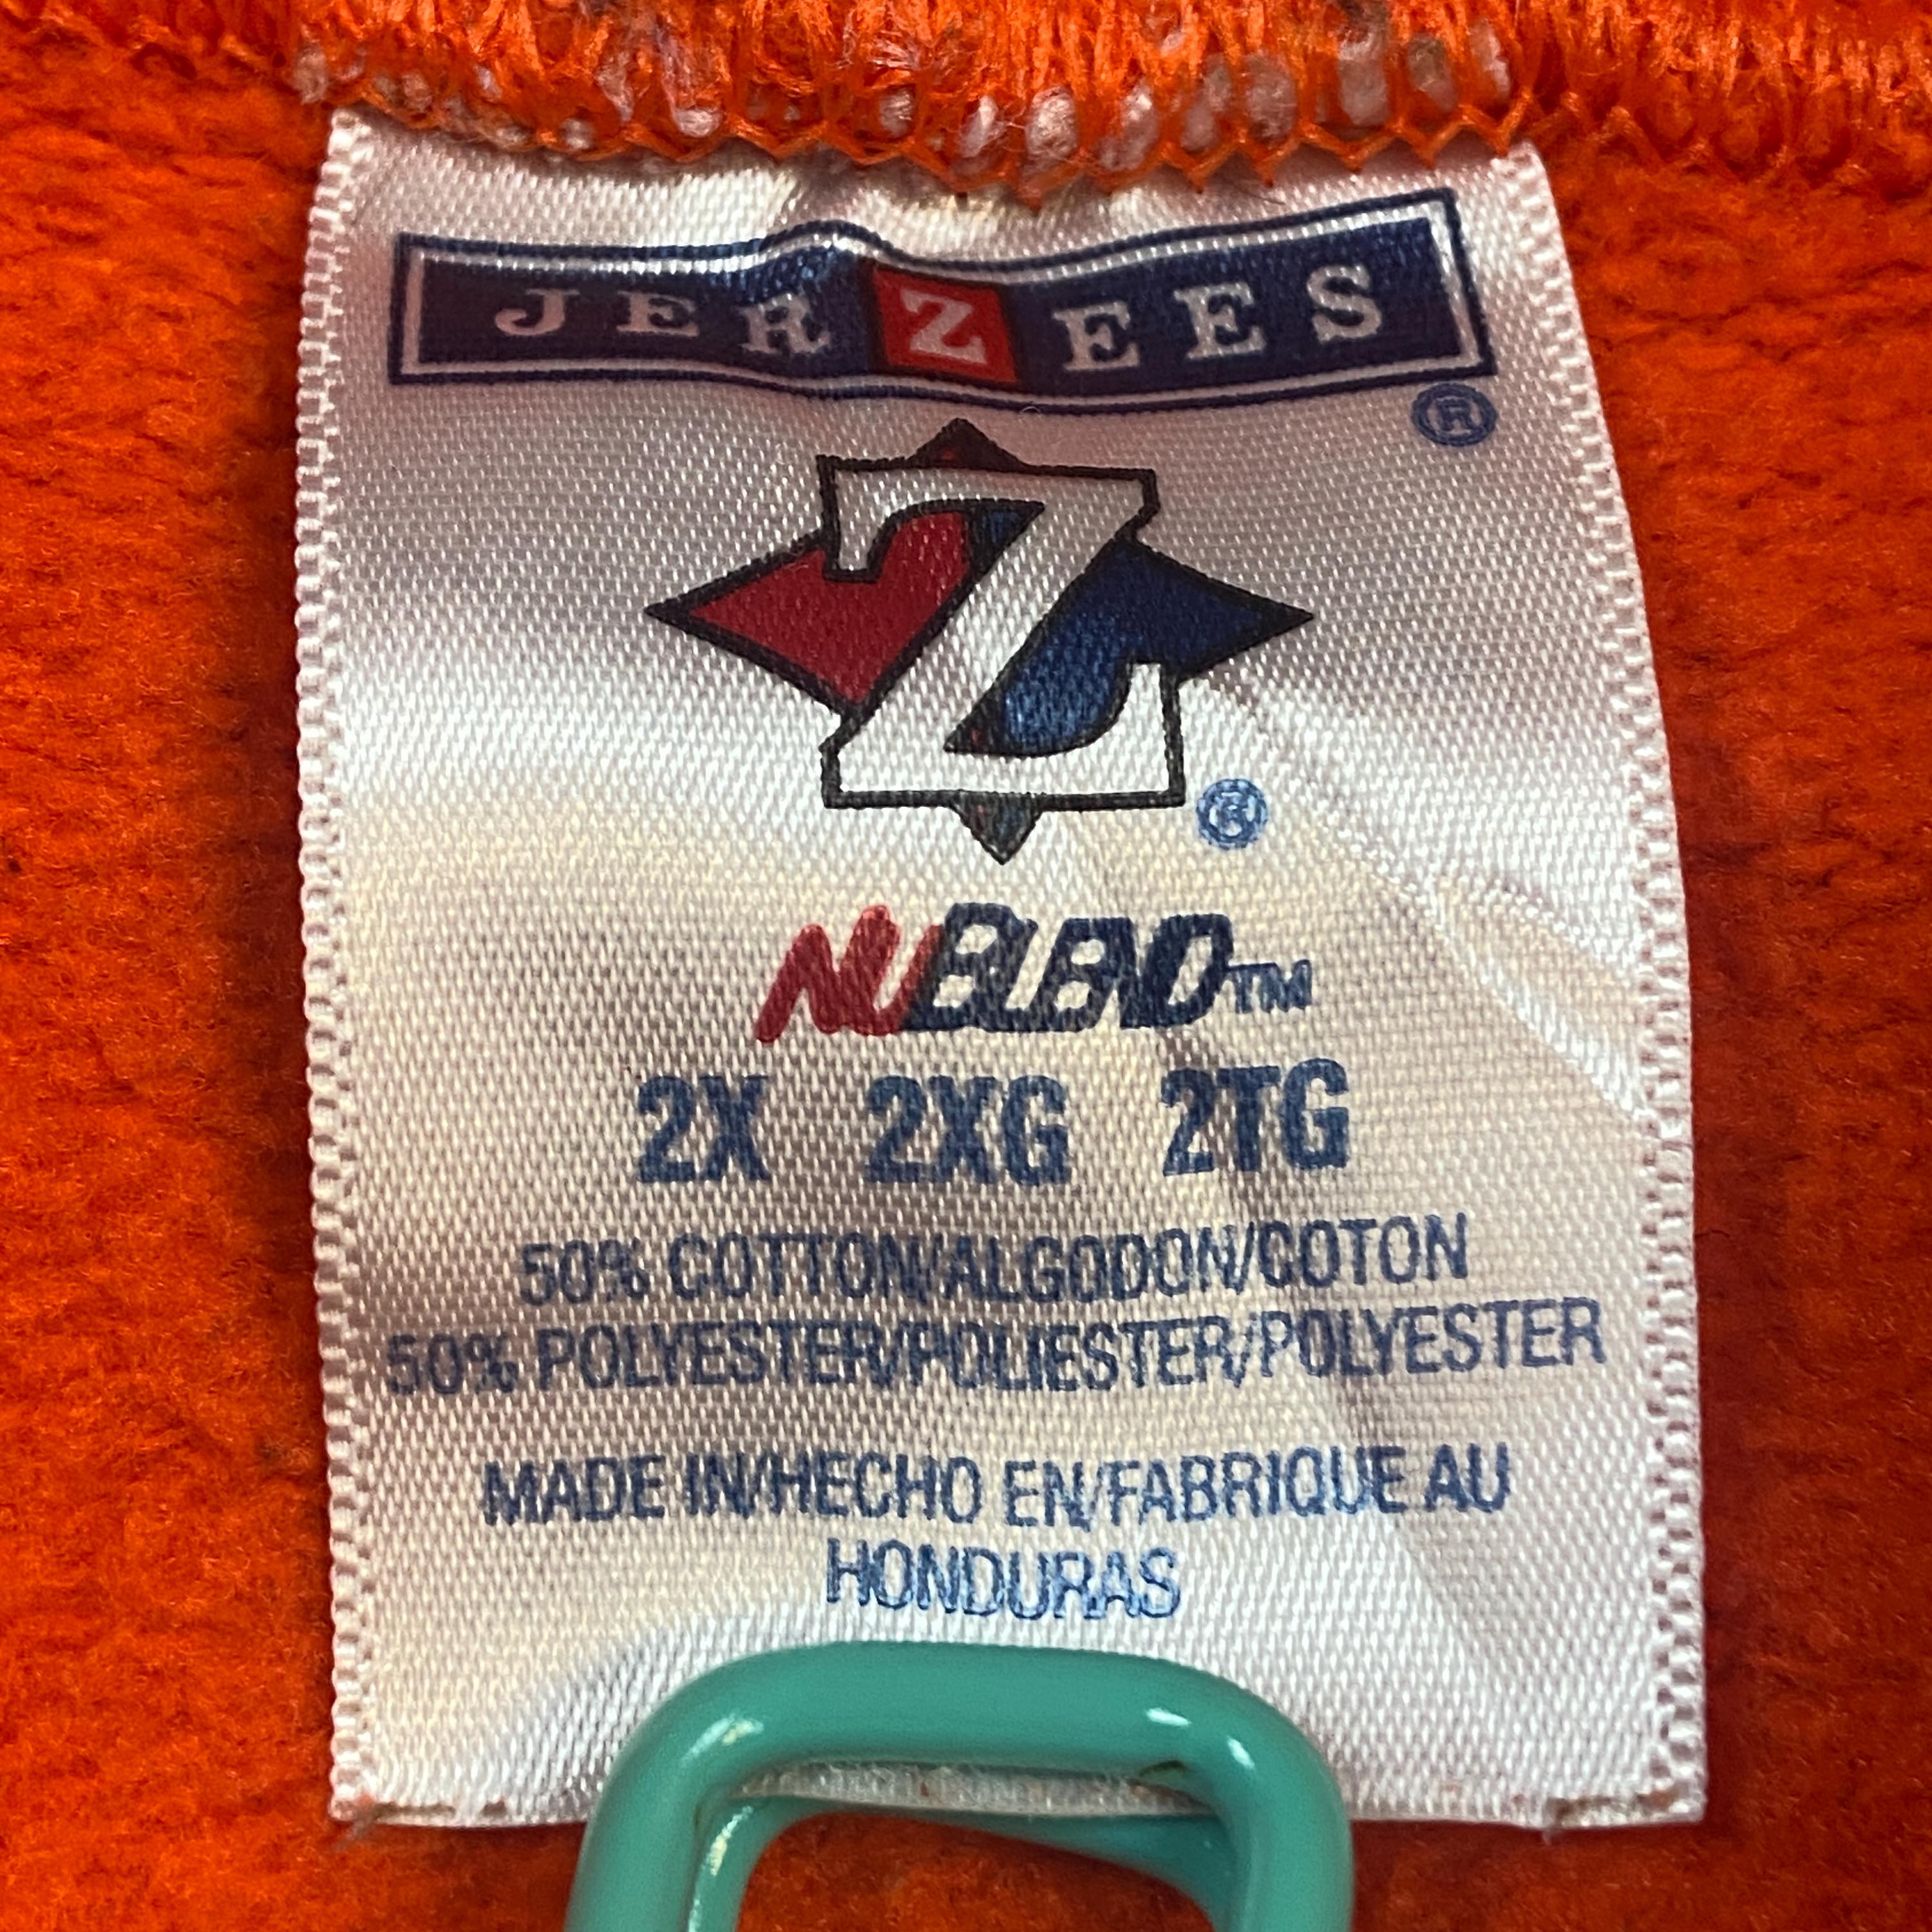 JERZEES®
Z®
NUBLEND™
2X 2XG 2TG
50% COTTON/ALGODON/COTON
50% POLYESTER/POLIESTER/POLYESTER
MADE IN/HECHO EN/FABRIQUE AU
HONDURAS